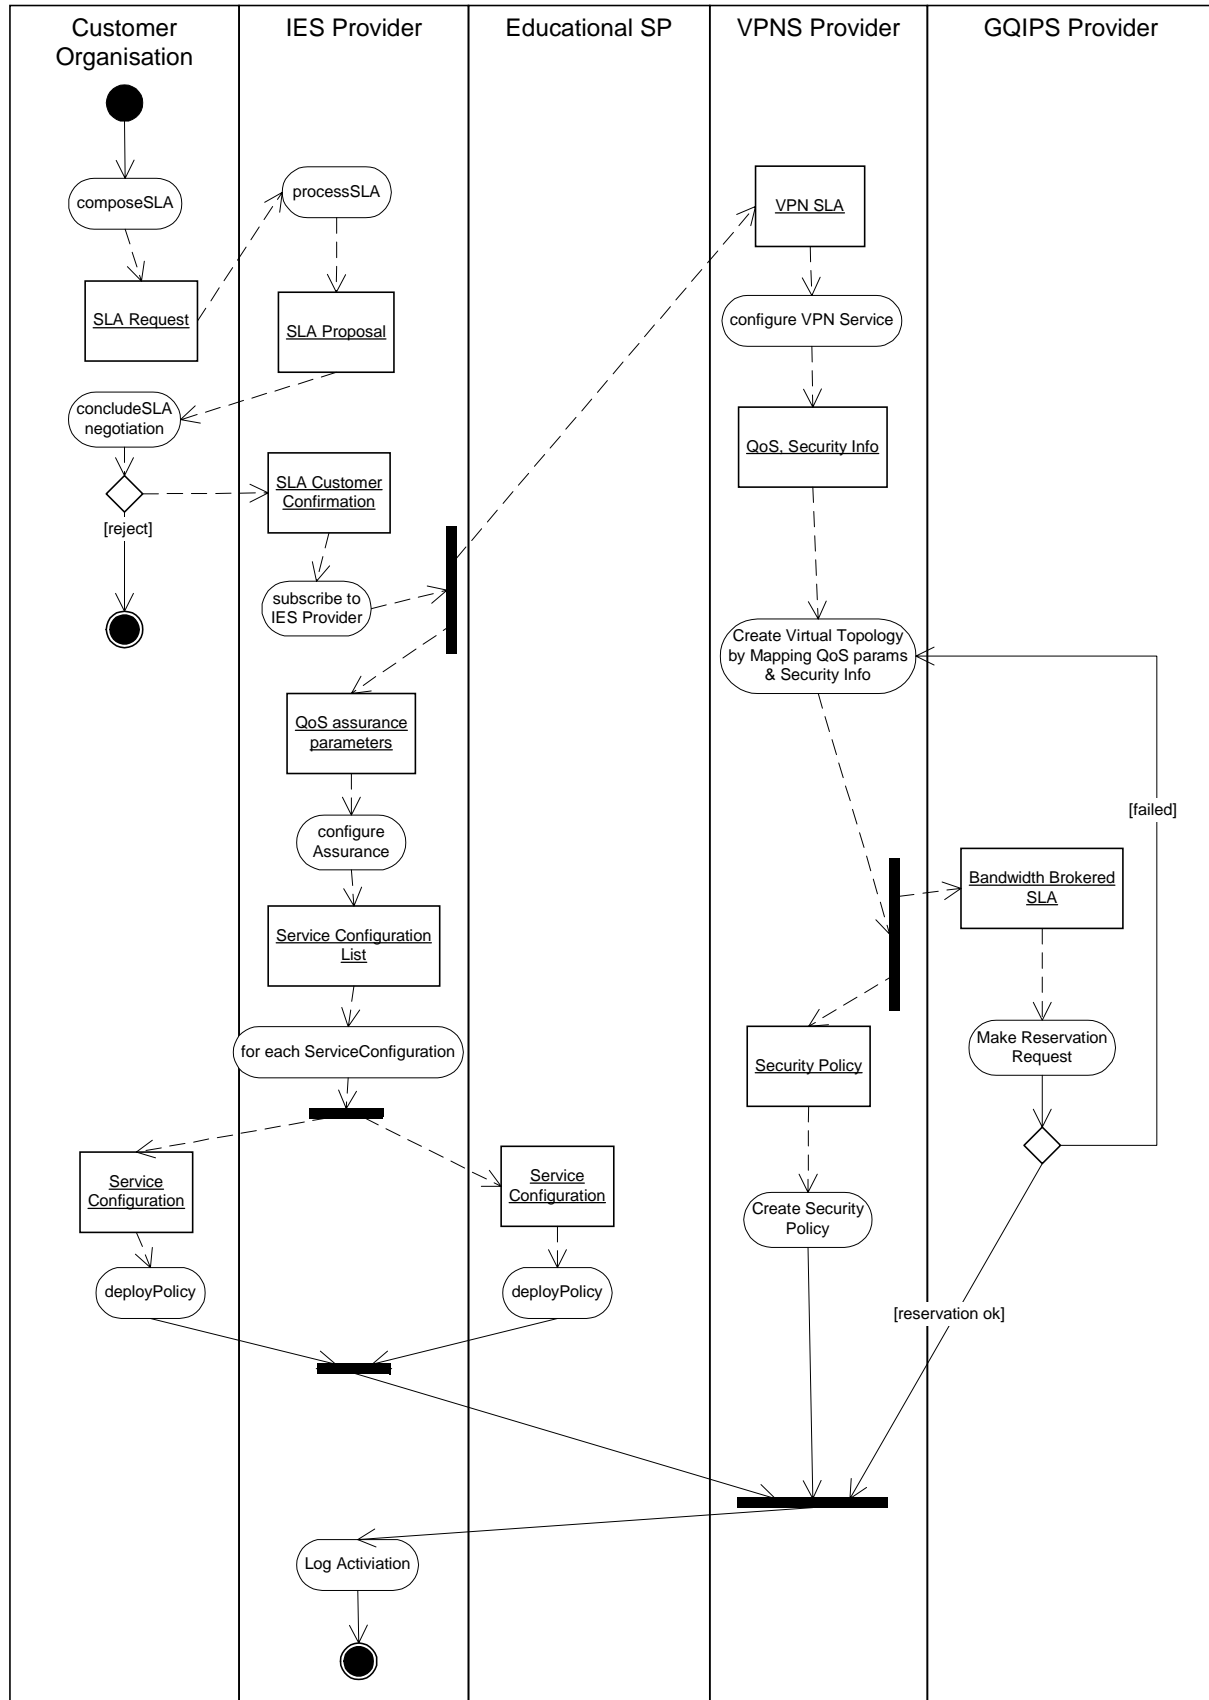 Customer
Organisation
IES Provider
Educational SP
VPNS Provider
GQIPS Provider
composeSLA
processSLA
VPN SLA
SLA Request
SLA Proposal
configure VPN Service
concludeSLA
negotiation
QoS, Security Info
SLA Customer
Confirmation
[reject]
subscribe to
IES Provider
Create Virtual Topology
by Mapping QoS params
& Security Info
QoS assurance
parameters
[failed]
configure
Assurance
Bandwidth Brokered
SLA
Service Configuration
List
for each ServiceConfiguration
Make Reservation
Request
Security Policy
Service
Configuration
Service
Configuration
Create Security
Policy
deployPolicy
deployPolicy
[reservation ok]
Log Activiation